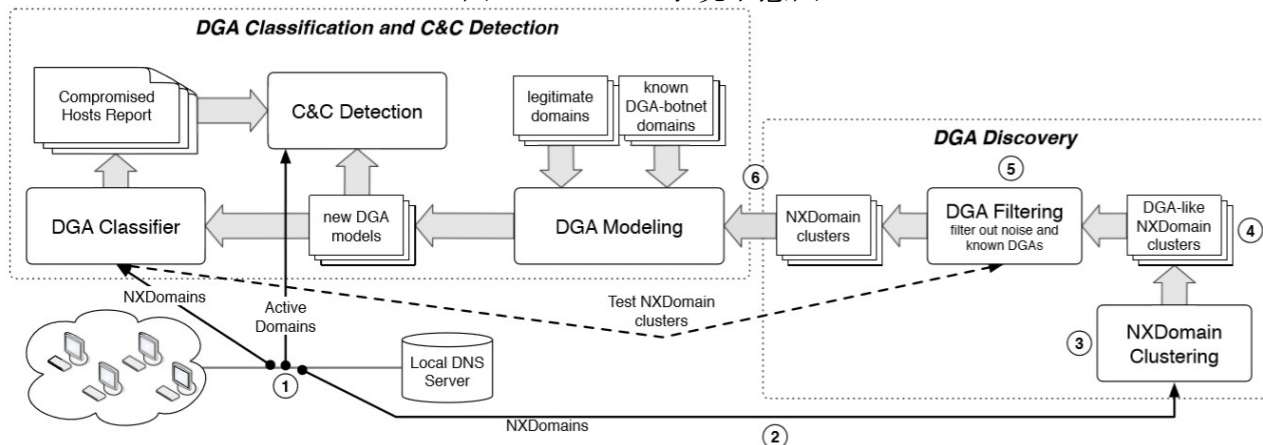 DGA Classification and C&C Detection
Compromised
Hosts Report
C&C Detection
legitimate
domains
known
DGA-botnet
domains
DGA Discovery
6
5
DGA Classifier
new DGA
models
DGA Modeling
NXDomain
clusters
DGA Filtering
filter out noise and
known DGAs
DGA-like
NXDomain
clusters
4
NXDomains
Active
Domains
Test NXDomain
clusters
3
NXDomain
Clustering
Local DNS
Server
1
NXDomains
2